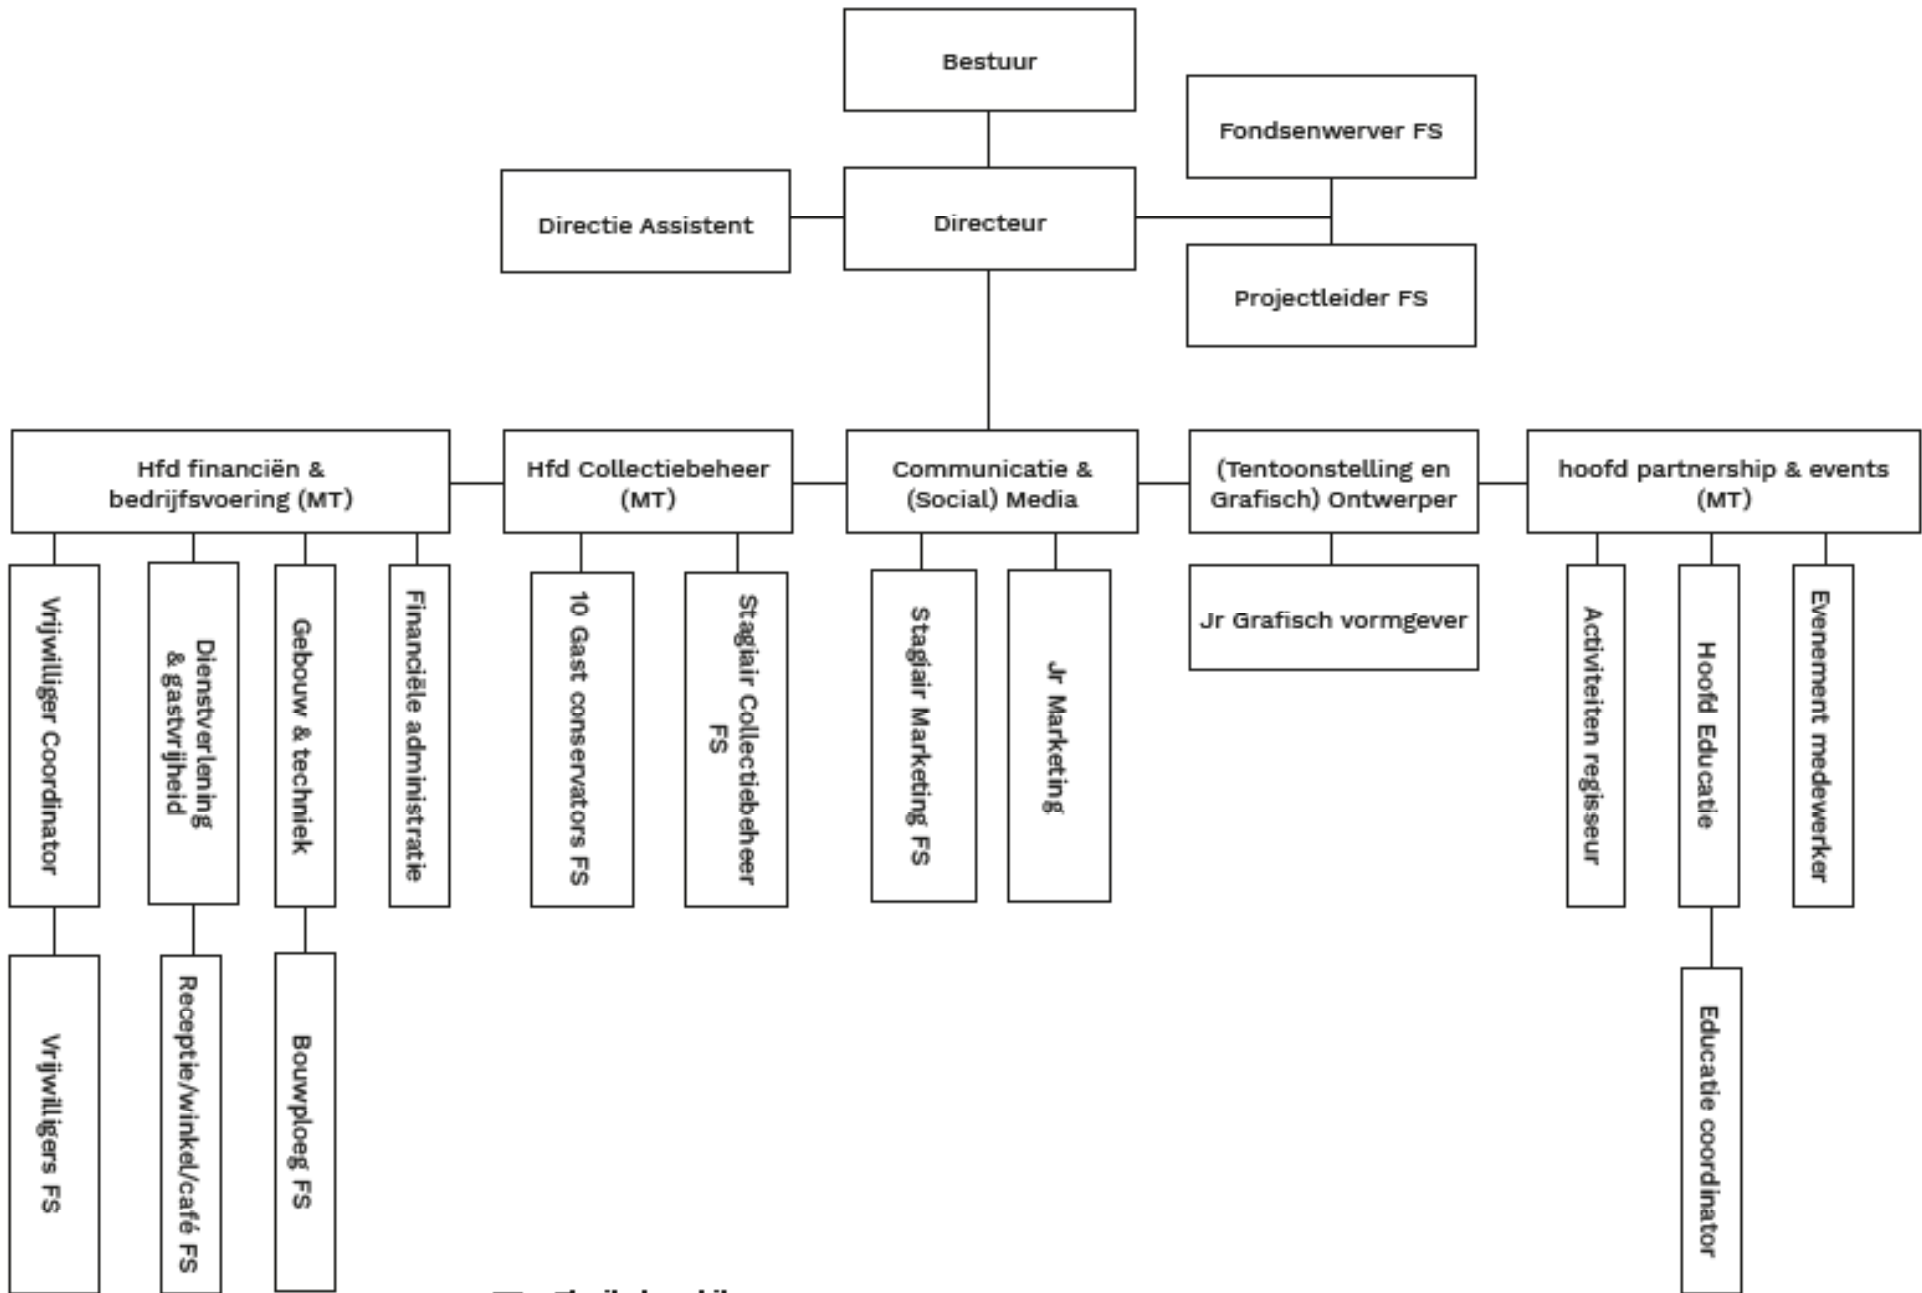 Bestuur
Fondsenwerver FS
Directie Assistent
Directeur
Projectleider FS
Hfd financiën &
bedrijfsvoering (MT)
Hfd Collectiebeheer
(MT)
Communicatie &
(Social) Media
(Tentoonstelling en
Grafisch) Ontwerper
hoofd partnership & events
(MT)
Vrijwiliger Coordinator
Dienstverlening
& gastvrijheid
Gebouw & techniek
Financiële administratie
10 Gast conservators FS
Stagiair Collectiebeheer
FS
Stagiair Marketing FS
Jr Marketing
Jr Grafisch vormgever
Activiteiten regisseur
Hoofd Educatie
Evenement medewerker
Vrijwilligers FS
Receptie/winkel/café FS
Bouwploeg FS
Educatie coordinator